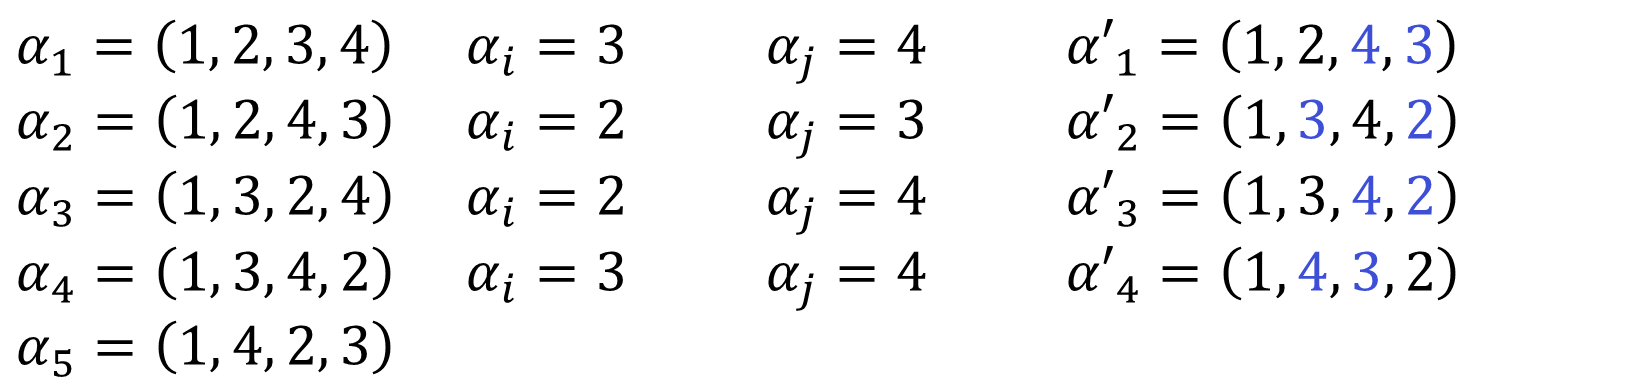 α₁ = (1, 2, 3, 4) αᵢ = 3 αⱼ = 4 α′₁ = (1, 2, 4, 3)
α₂ = (1, 2, 4, 3) αᵢ = 2 αⱼ = 3 α′₂ = (1, 3, 4, 2)
α₃ = (1, 3, 2, 4) αᵢ = 2 αⱼ = 4 α′₃ = (1, 3, 4, 2)
α₄ = (1, 3, 4, 2) αᵢ = 3 αⱼ = 4 α′₄ = (1, 4, 3, 2)
α₅ = (1, 4, 2, 3)